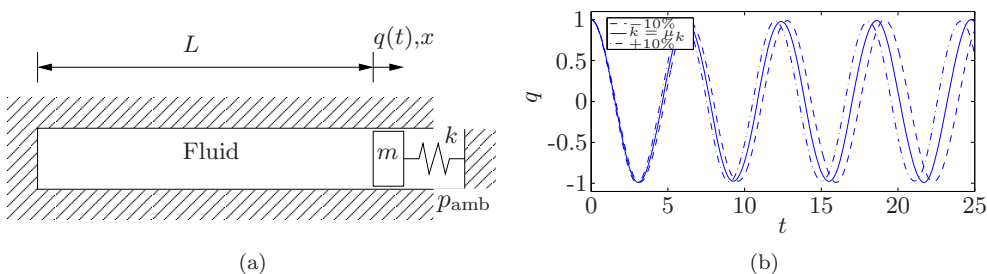 L
q(t),x
Fluid
m
k
p_amb
(a)
−10%
k = μ_k
+10%
q
1
0.5
0
-0.5
-1
0
5
10
15
20
25
t
(b)